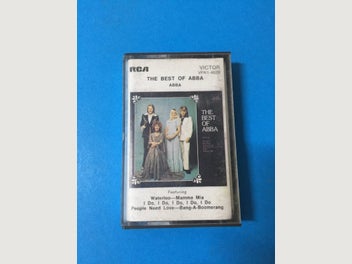 RCA
VICTOR
THE BEST OF ABBA
ABBA
THE
BEST
OF
ABBA
Featuring
Waterloo—Mamma Mia
I Do, I Do, I Do, I Do, I Do
People Need Love—Bang-A-Boomerang